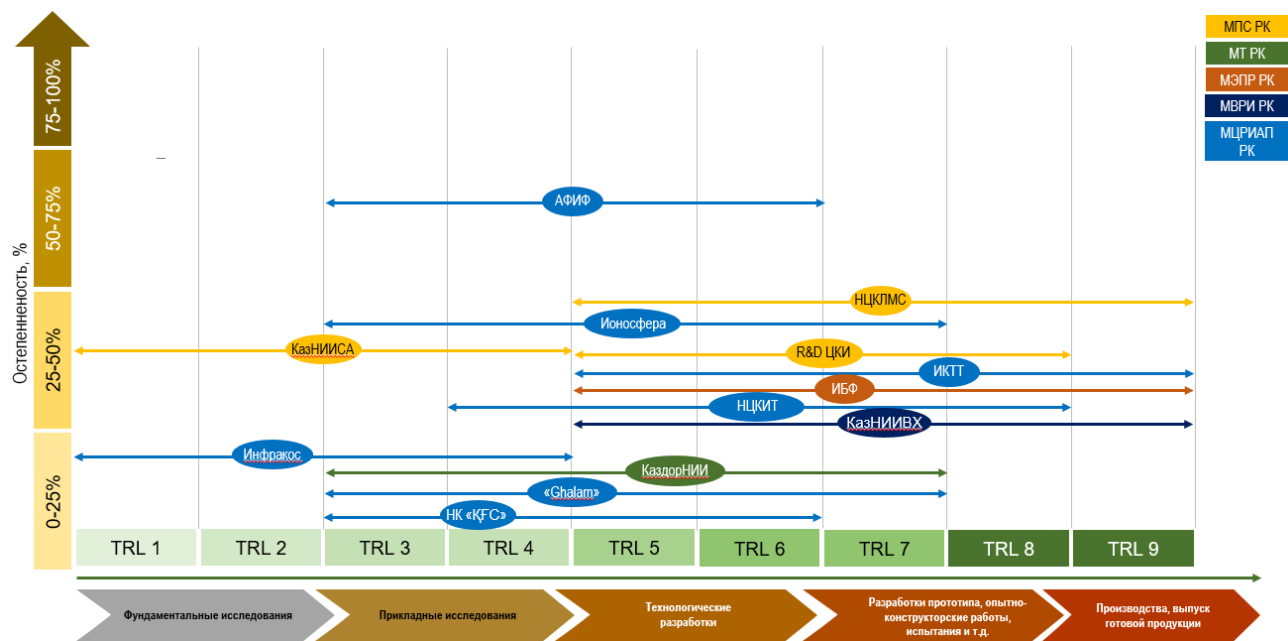 МПС РК
МТ РК
МЭПР РК
МВРИ РК
МЦРИАП
РК
Остепненность, %
75-100%
50-75%
25-50%
0-25%
АФИФ
НЦКЛМС
Ионосфера
КазНИИСА
R&D ЦКИ
ИКТТ
ИБФ
НЦКИТ
КазНИИВХ
Инфракос
КаздорНИИ
«Ghalam»
НК «ҚҒС»
TRL 1
TRL 2
TRL 3
TRL 4
TRL 5
TRL 6
TRL 7
TRL 8
TRL 9
Фундаментальные исследования
Прикладные исследования
Технологические
разработки
Разработки прототипа, опытно-
конструкторские работы,
испытания и т.д.
Производства, выпуск
готовой продукции